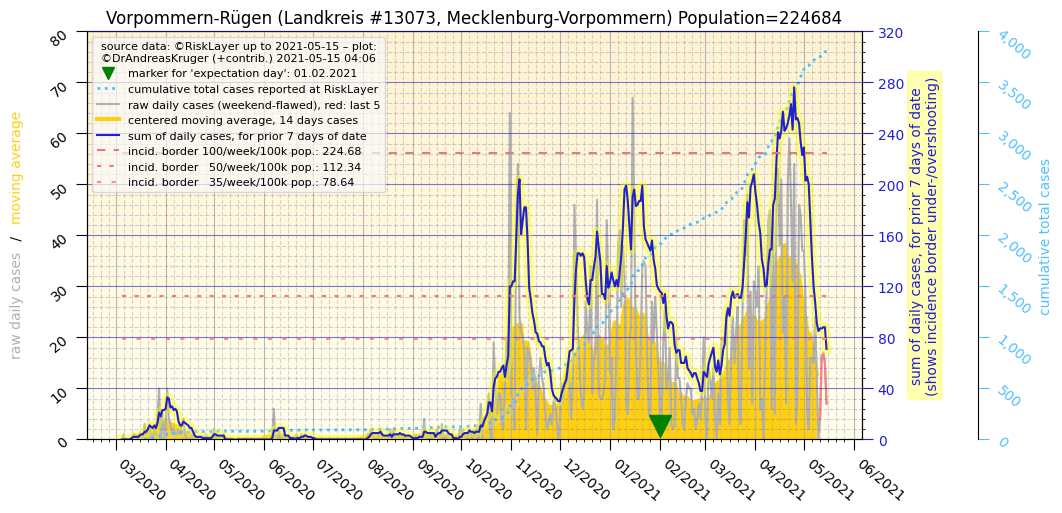 Vorpommern-Rügen (Landkreis #13073, Mecklenburg-Vorpommern) Population=224684
source data: ©RiskLayer up to 2021-05-15 – plot:
©DrAndreasKruger (+contrib.) 2021-05-15 04:06
marker for 'expectation day': 01.02.2021
cumulative total cases reported at RiskLayer
raw daily cases (weekend-flawed), red: last 5
centered moving average, 14 days cases
sum of daily cases, for prior 7 days of date
incid. border 100/week/100k pop.: 224.68
incid. border 50/week/100k pop.: 112.34
incid. border 35/week/100k pop.: 78.64
raw daily cases / moving average
80
70
60
50
40
30
20
10
0
320
280
240
200
160
120
80
40
0
sum of daily cases, for prior 7 days of date
(shows incidence border under-/overshooting)
4,000
3,500
3,000
2,500
2,000
1,500
1,000
500
0
cumulative total cases
03/2020
04/2020
05/2020
06/2020
07/2020
08/2020
09/2020
10/2020
11/2020
12/2020
01/2021
02/2021
03/2021
04/2021
05/2021
06/2021